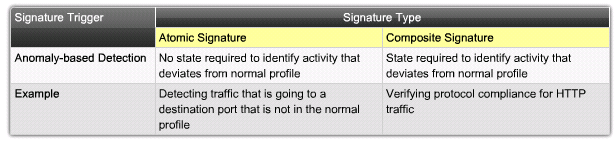 Signature Trigger
Signature Type
Atomic Signature
Composite Signature
Anomaly-based Detection
No state required to identify activity that
deviates from normal profile
State required to identify activity that
deviates from normal profile
Example
Detecting traffic that is going to a
destination port that is not in the normal
profile
Verifying protocol compliance for HTTP
traffic